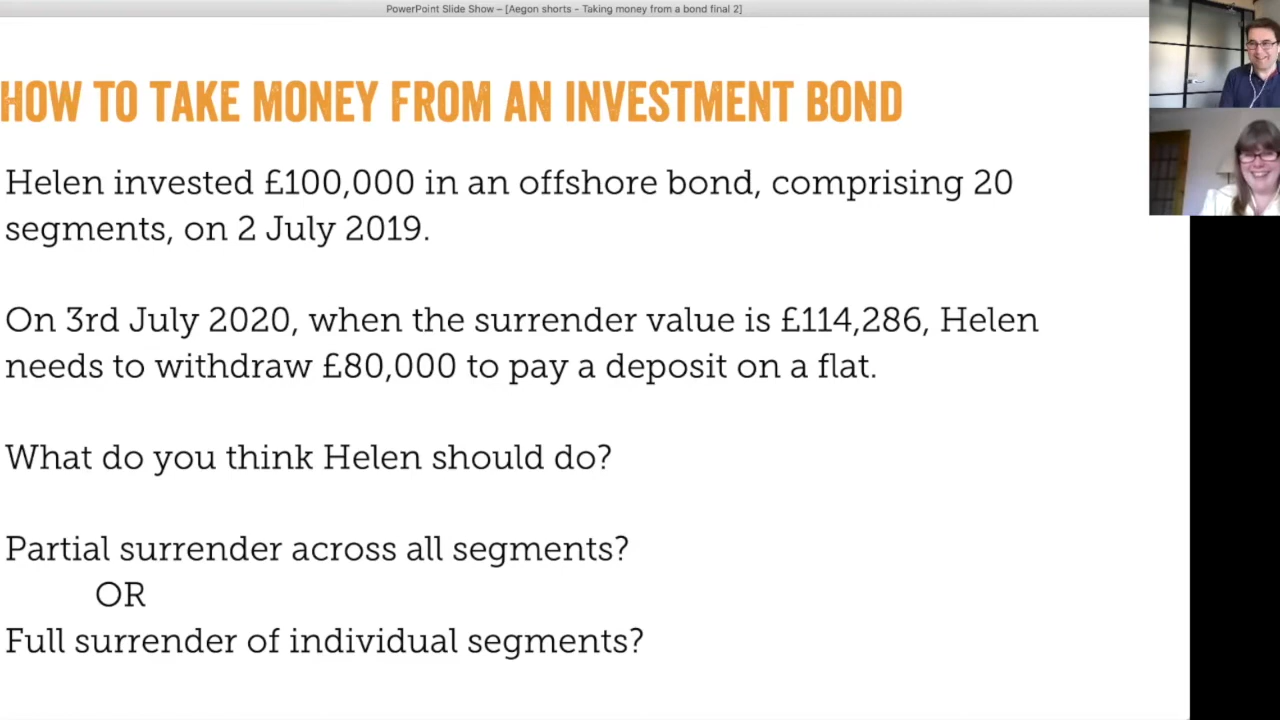 PowerPoint Slide Show – [Aegon shorts - Taking money from a bond final 2]
HOW TO TAKE MONEY FROM AN INVESTMENT BOND
Helen invested £100,000 in an offshore bond, comprising 20
segments, on 2 July 2019.
On 3rd July 2020, when the surrender value is £114,286, Helen
needs to withdraw £80,000 to pay a deposit on a flat.
What do you think Helen should do?
Partial surrender across all segments?
OR
Full surrender of individual segments?